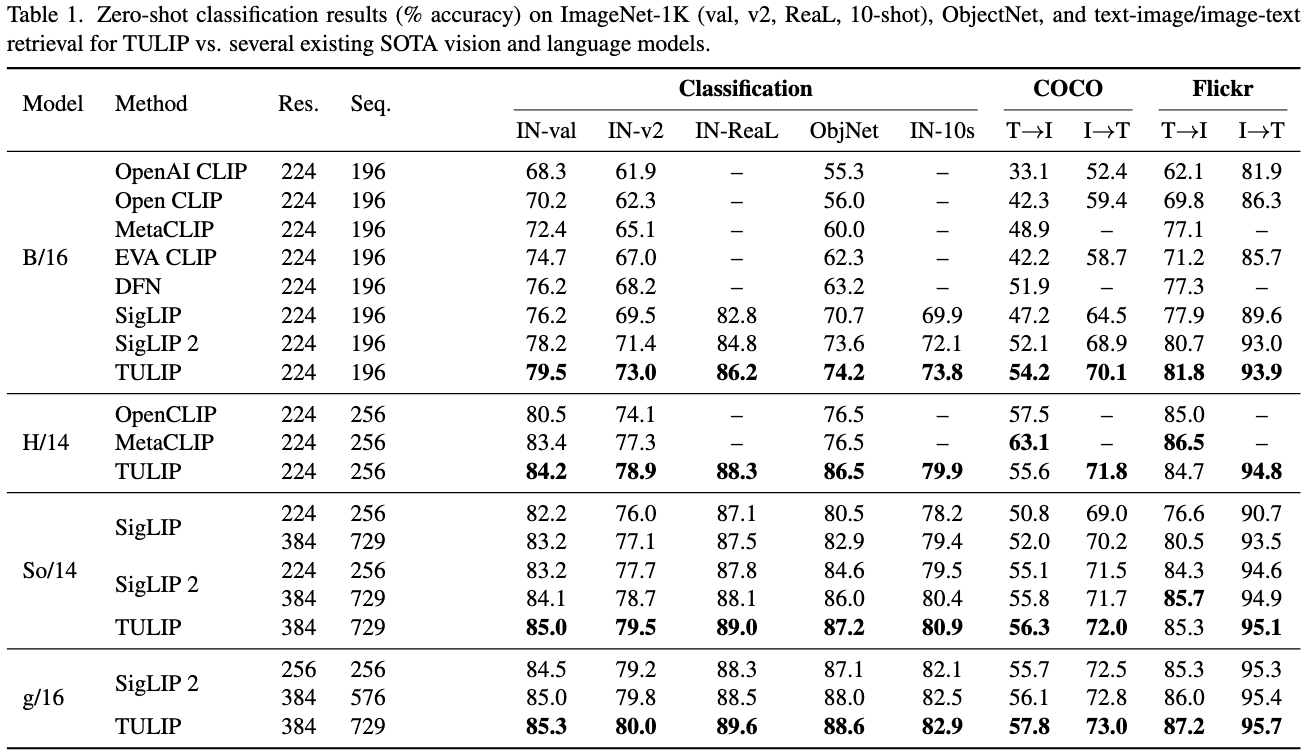 Table 1. Zero-shot classification results (% accuracy) on ImageNet-1K (val, v2, ReaL, 10-shot), ObjectNet, and text-image/image-text
retrieval for TULIP vs. several existing SOTA vision and language models.
Model Method Res. Seq. Classification COCO Flickr
IN-val IN-v2 IN-ReaL ObjNet IN-10s T→I I→T T→I I→T
B/16
OpenAI CLIP 224 196 68.3 61.9 – 55.3 – 33.1 52.4 62.1 81.9
Open CLIP 224 196 70.2 62.3 – 56.0 – 42.3 59.4 69.8 86.3
MetaCLIP 224 196 72.4 65.1 – 60.0 – 48.9 – 77.1 –
EVA CLIP 224 196 74.7 67.0 – 62.3 – 42.2 58.7 71.2 85.7
DFN 224 196 76.2 68.2 – 63.2 – 51.9 – 77.3 –
SigLIP 224 196 76.2 69.5 82.8 70.7 69.9 47.2 64.5 77.9 89.6
SigLIP 2 224 196 78.2 71.4 84.8 73.6 72.1 52.1 68.9 80.7 93.0
TULIP 224 196 79.5 73.0 86.2 74.2 73.8 54.2 70.1 81.8 93.9
H/14
OpenCLIP 224 256 80.5 74.1 – 76.5 – 57.5 – 85.0 –
MetaCLIP 224 256 83.4 77.3 – 76.5 – 63.1 – 86.5 –
TULIP 224 256 84.2 78.9 88.3 86.5 79.9 55.6 71.8 84.7 94.8
So/14
SigLIP
224 256 82.2 76.0 87.1 80.5 78.2 50.8 69.0 76.6 90.7
384 729 83.2 77.1 87.5 82.9 79.4 52.0 70.2 80.5 93.5
SigLIP 2
224 256 83.2 77.7 87.8 84.6 79.5 55.1 71.5 84.3 94.6
384 729 84.1 78.7 88.1 86.0 80.4 55.8 71.7 85.7 94.9
TULIP 384 729 85.0 79.5 89.0 87.2 80.9 56.3 72.0 85.3 95.1
g/16
SigLIP 2
256 256 84.5 79.2 88.3 87.1 82.1 55.7 72.5 85.3 95.3
384 576 85.0 79.8 88.5 88.0 82.5 56.1 72.8 86.0 95.4
TULIP 384 729 85.3 80.0 89.6 88.6 82.9 57.8 73.0 87.2 95.7